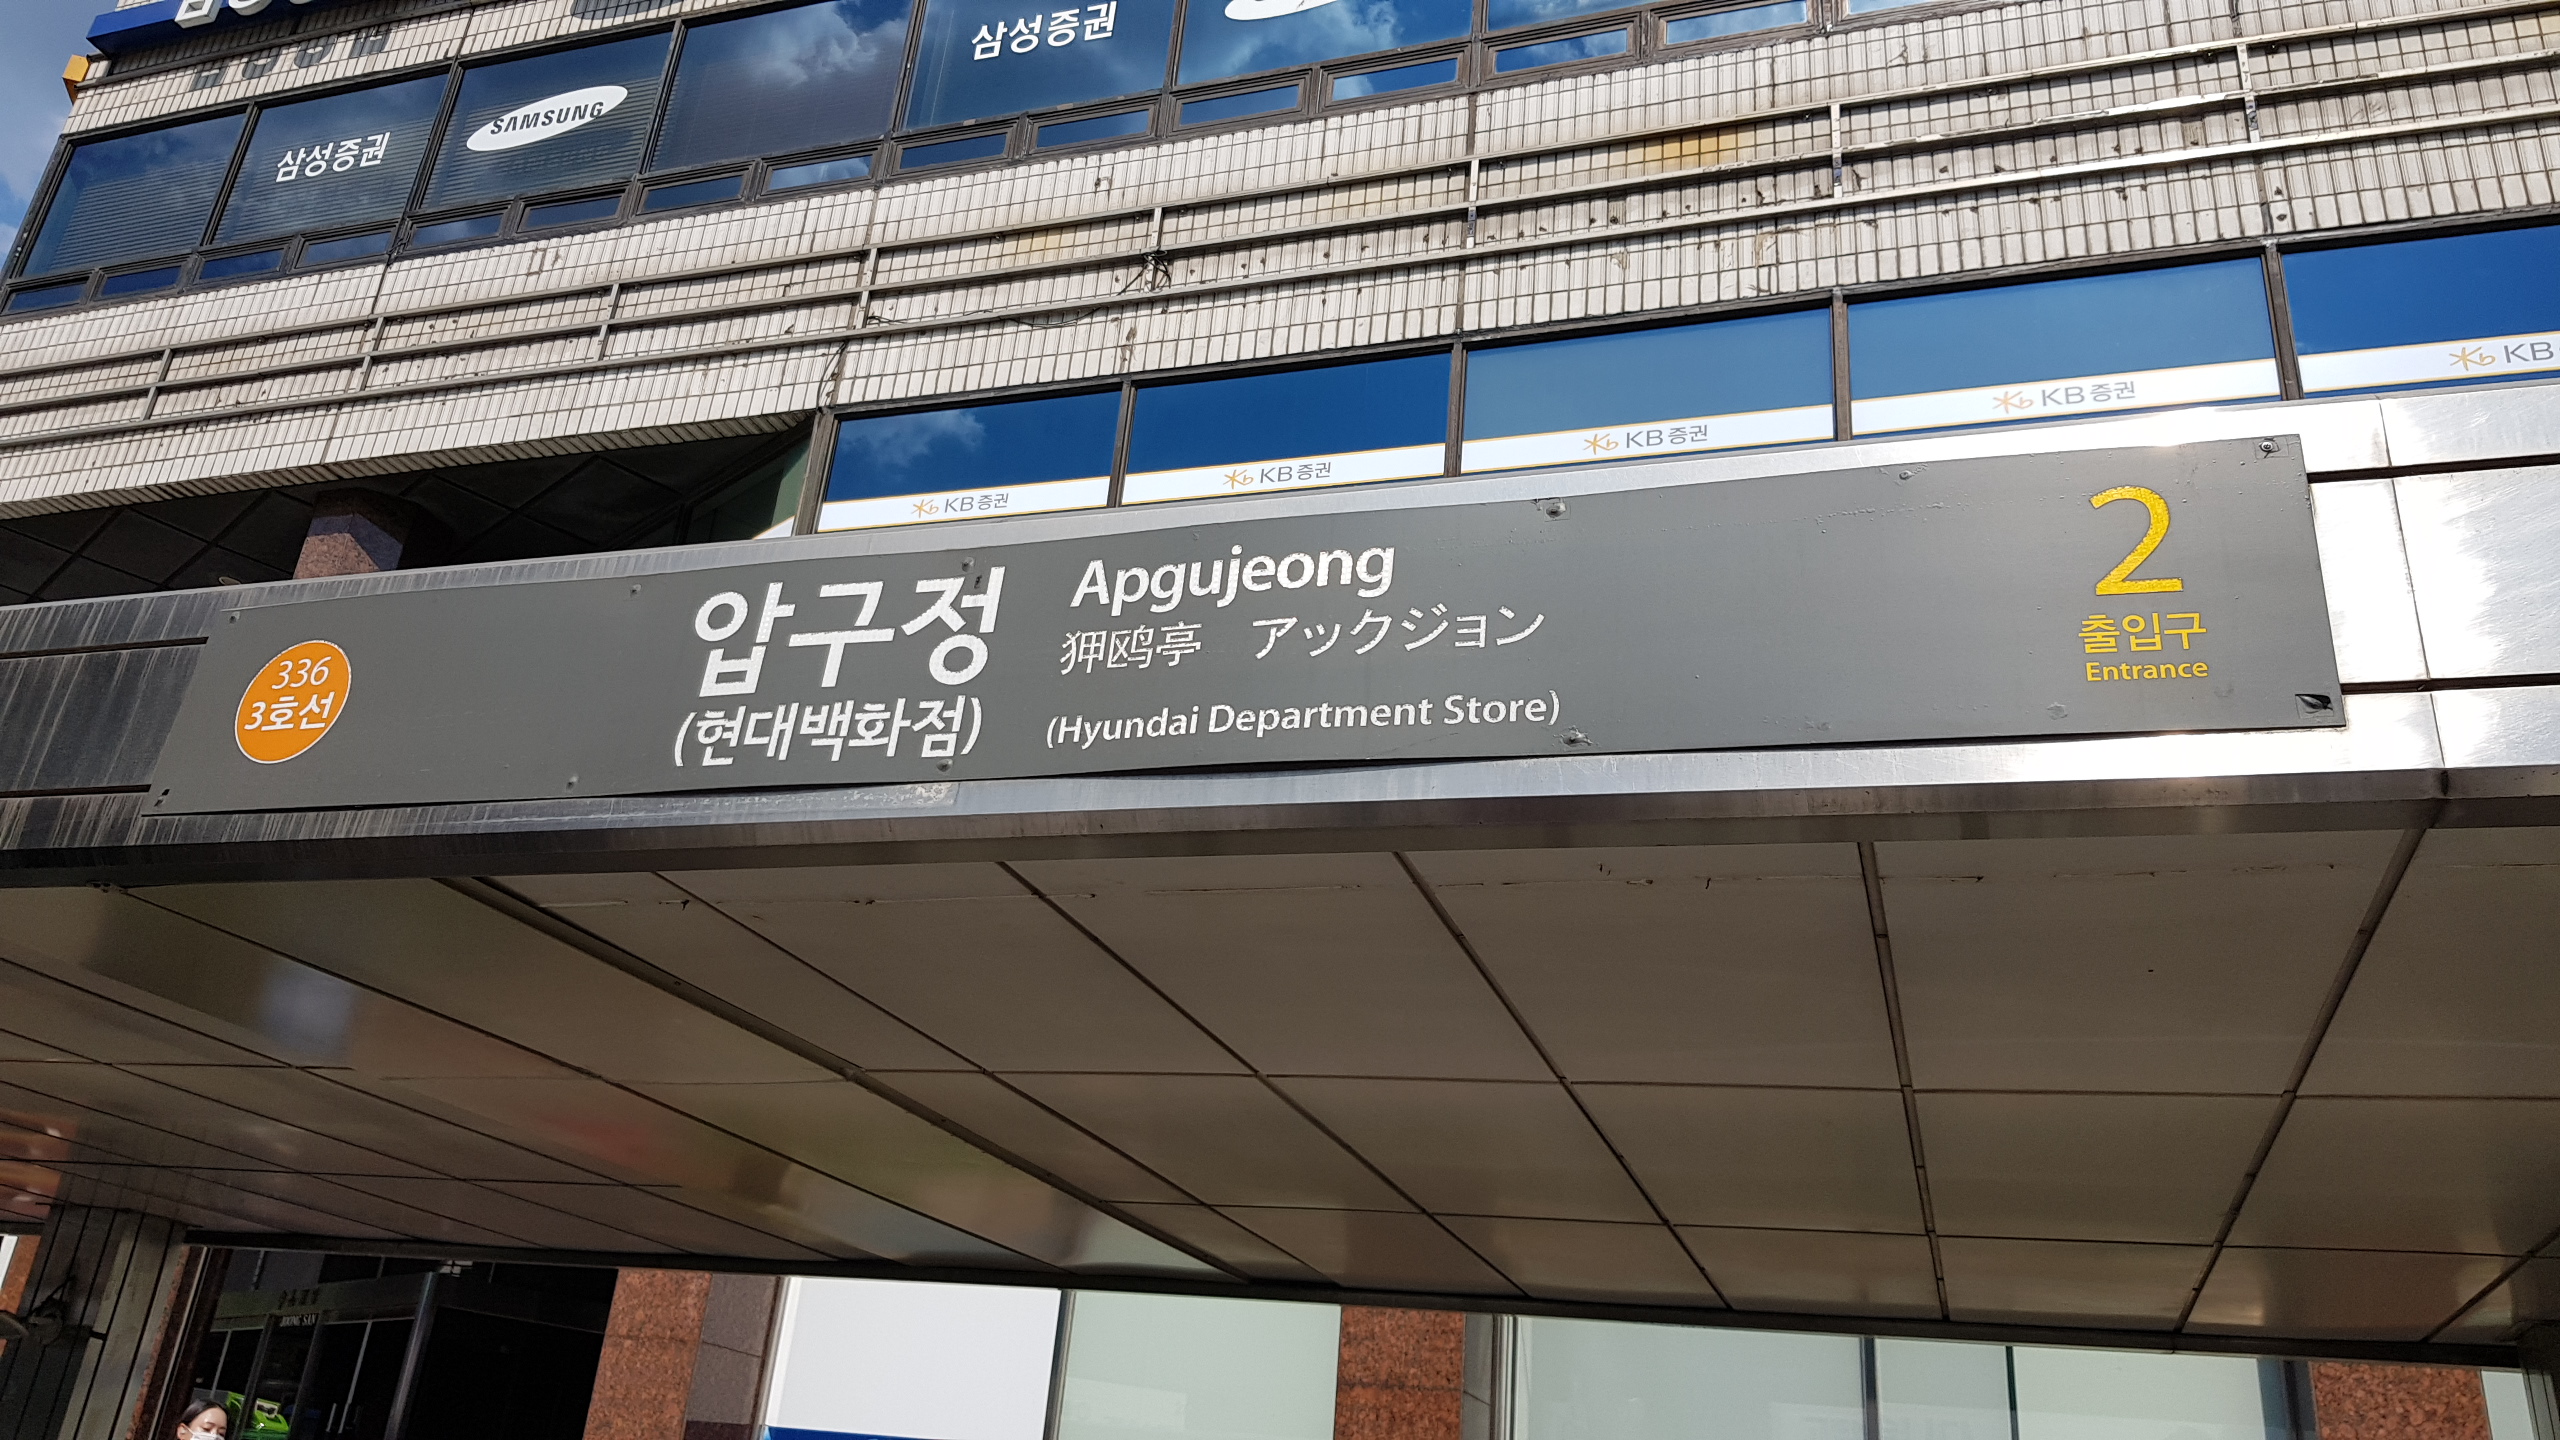 삼성증권
SAMSUNG
삼성증권
KB증권
KB증권
KB증권
KB증권
KB
336
3호선
압구정
(현대백화점)
Apgujeong
狎鸥亭 アックジョン
(Hyundai Department Store)
2
출입구
Entrance